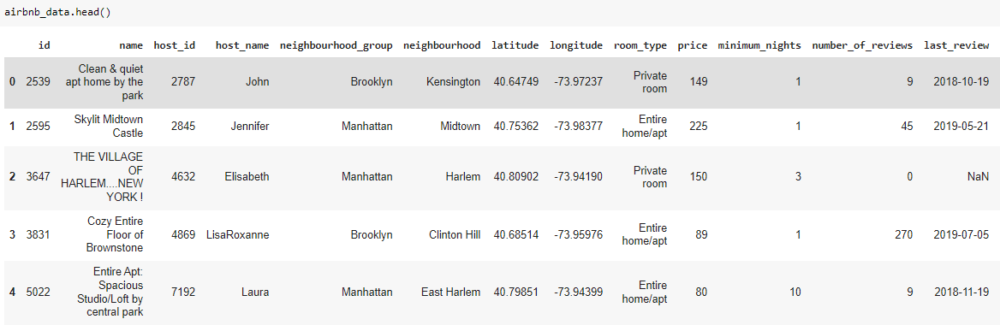 airbnb_data.head()
id name host_id host_name neighbourhood_group neighbourhood latitude longitude room_type price minimum_nights number_of_reviews last_review
0 2539 Clean & quiet apt home by the park 2787 John Brooklyn Kensington 40.64749 -73.97237 Private room 149 1 9 2018-10-19
1 2595 Skylit Midtown Castle 2845 Jennifer Manhattan Midtown 40.75362 -73.98377 Entire home/apt 225 1 45 2019-05-21
2 3647 THE VILLAGE OF HARLEM....NEW YORK ! 4632 Elisabeth Manhattan Harlem 40.80902 -73.94190 Private room 150 3 0 NaN
3 3831 Cozy Entire Floor of Brownstone 4869 LisaRoxanne Brooklyn Clinton Hill 40.68514 -73.95976 Entire home/apt 89 1 270 2019-07-05
4 5022 Entire Apt: Spacious Studio/Loft by central park 7192 Laura Manhattan East Harlem 40.79851 -73.94399 Entire home/apt 80 10 9 2018-11-19